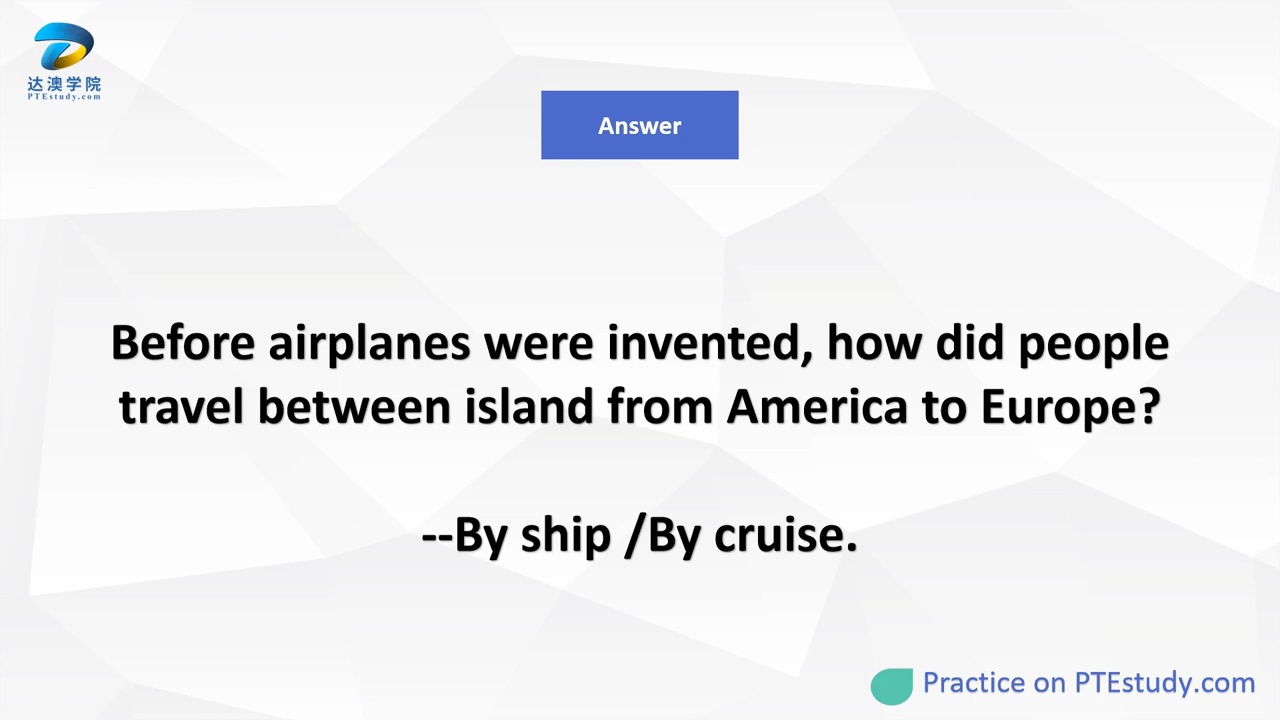 达澳学院
PTEstudy.com
Answer
Before airplanes were invented, how did people
travel between island from America to Europe?
--By ship /By cruise.
Practice on PTEstudy.com